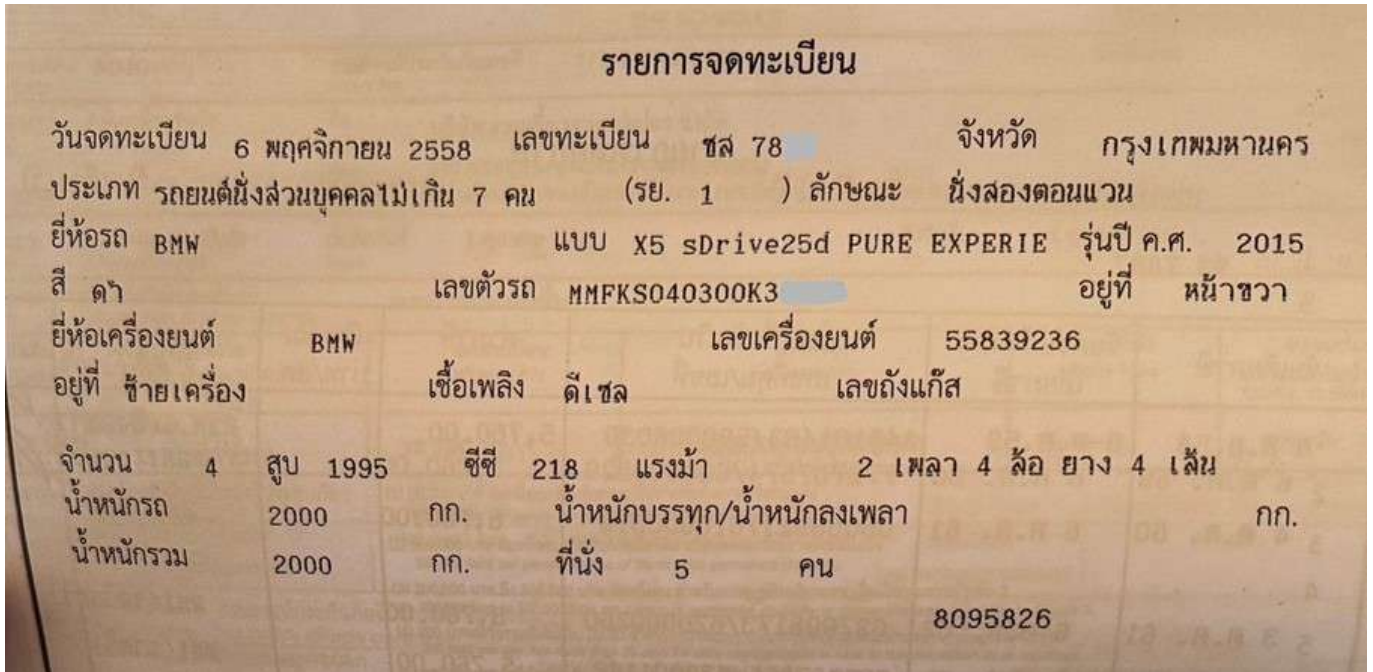 รายการจดทะเบียน
วันจดทะเบียน 6 พฤศจิกายน 2558 เลขทะเบียน ชส 78 จังหวัด กรุงเทพมหานคร
ประเภท รถยนต์นั่งส่วนบุคคลไม่เกิน 7 คน (รย. 1 ) ลักษณะ นั่งสองตอนแวน
ยี่ห้อรถ BMW แบบ X5 sDrive25d PURE EXPERIE รุ่นปี ค.ศ. 2015
สี ดำ เลขตัวรถ MMFKS040300K3 อยู่ที่ หน้าขวา
ยี่ห้อเครื่องยนต์ BMW เลขเครื่องยนต์ 55839236
อยู่ที่ ซ้ายเครื่อง เชื้อเพลิง ดีเซล เลขถังแก๊ส
จำนวน 4 สูบ 1995 ซีซี 218 แรงม้า 2 เพลา 4 ล้อ ยาง 4 เส้น
น้ำหนักรถ 2000 กก. น้ำหนักบรรทุก/น้ำหนักลงเพลา กก.
น้ำหนักรวม 2000 กก. ที่นั่ง 5 คน
8095826